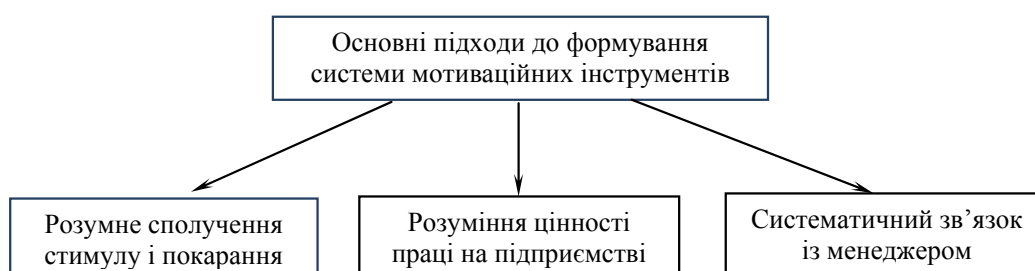 Основні підходи до формування
системи мотиваційних інструментів
Розумне сполучення
стимулу і покарання
Розуміння цінності
праці на підприємстві
Систематичний зв’язок
із менеджером